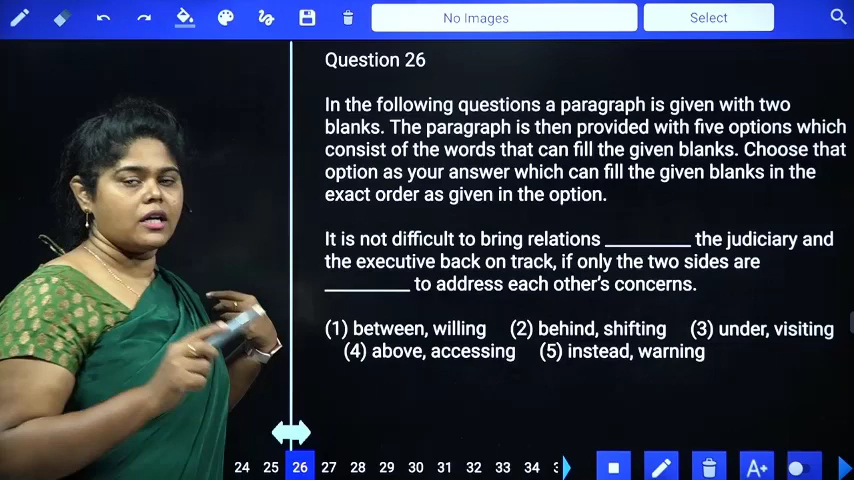 No Images
Select
Question 26
In the following questions a paragraph is given with two
blanks. The paragraph is then provided with five options which
consist of the words that can fill the given blanks. Choose that
option as your answer which can fill the given blanks in the
exact order as given in the option.
It is not difficult to bring relations _________ the judiciary and
the executive back on track, if only the two sides are
_________ to address each other's concerns.
(1) between, willing (2) behind, shifting (3) under, visiting
(4) above, accessing (5) instead, warning
24 25 26 27 28 29 30 31 32 33 34
A+